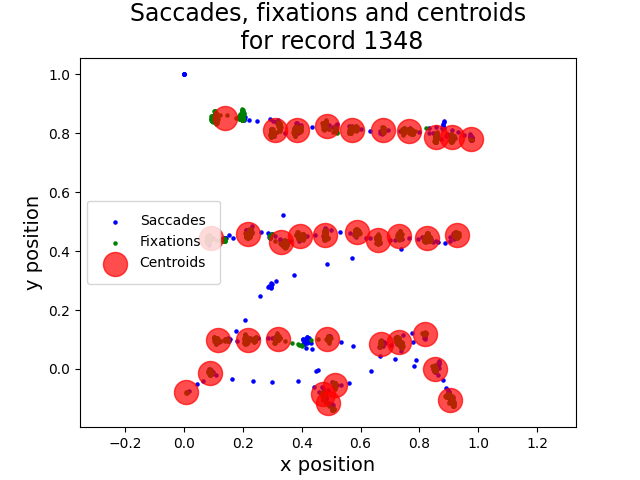 Saccades, fixations and centroids
for record 1348
1.0
0.8
0.6
0.4
0.2
0.0
y position
Saccades
Fixations
Centroids
−0.2
0.0
0.2
0.4
0.6
0.8
1.0
1.2
x position